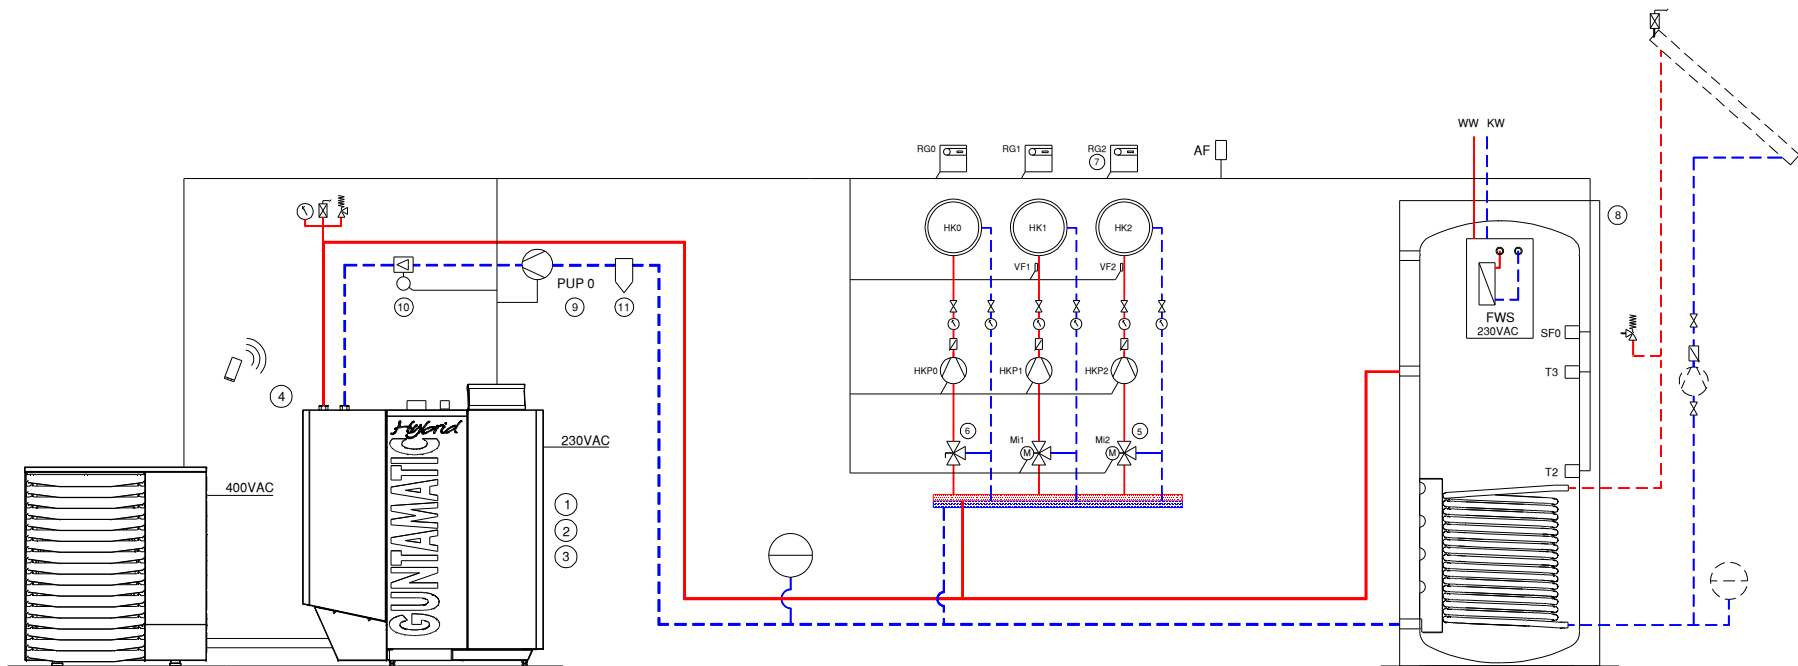 WW KW
RG0
RG1
RG2
7
AF
8
HK0
HK1
HK2
VF1
VF2
PUP 0
10
9
11
FWS
230VAC
SF0
T3
T2
HKP0
HKP1
HKP2
4
Hybrid
GUNTAMATIC
230VAC
400VAC
6
Mi1
M
Mi2
M
5
1
2
3